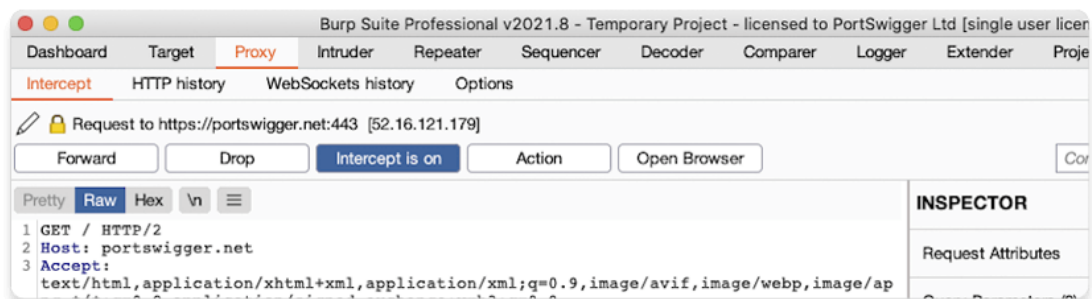 Burp Suite Professional v2021.8 - Temporary Project - licensed to PortSwigger Ltd [single user licen
Dashboard Target Proxy Intruder Repeater Sequencer Decoder Comparer Logger Extender Proje
Intercept HTTP history WebSockets history Options
Request to https://portswigger.net:443 [52.16.121.179]
Forward Drop Intercept is on Action Open Browser Co
Pretty Raw Hex \n INSPECTOR
1 GET / HTTP/2
2 Host: portswigger.net
3 Accept:
Request Attributes
text/html,application/xhtml+xml,application/xml;q=0.9,image/avif,image/webp,image/ap